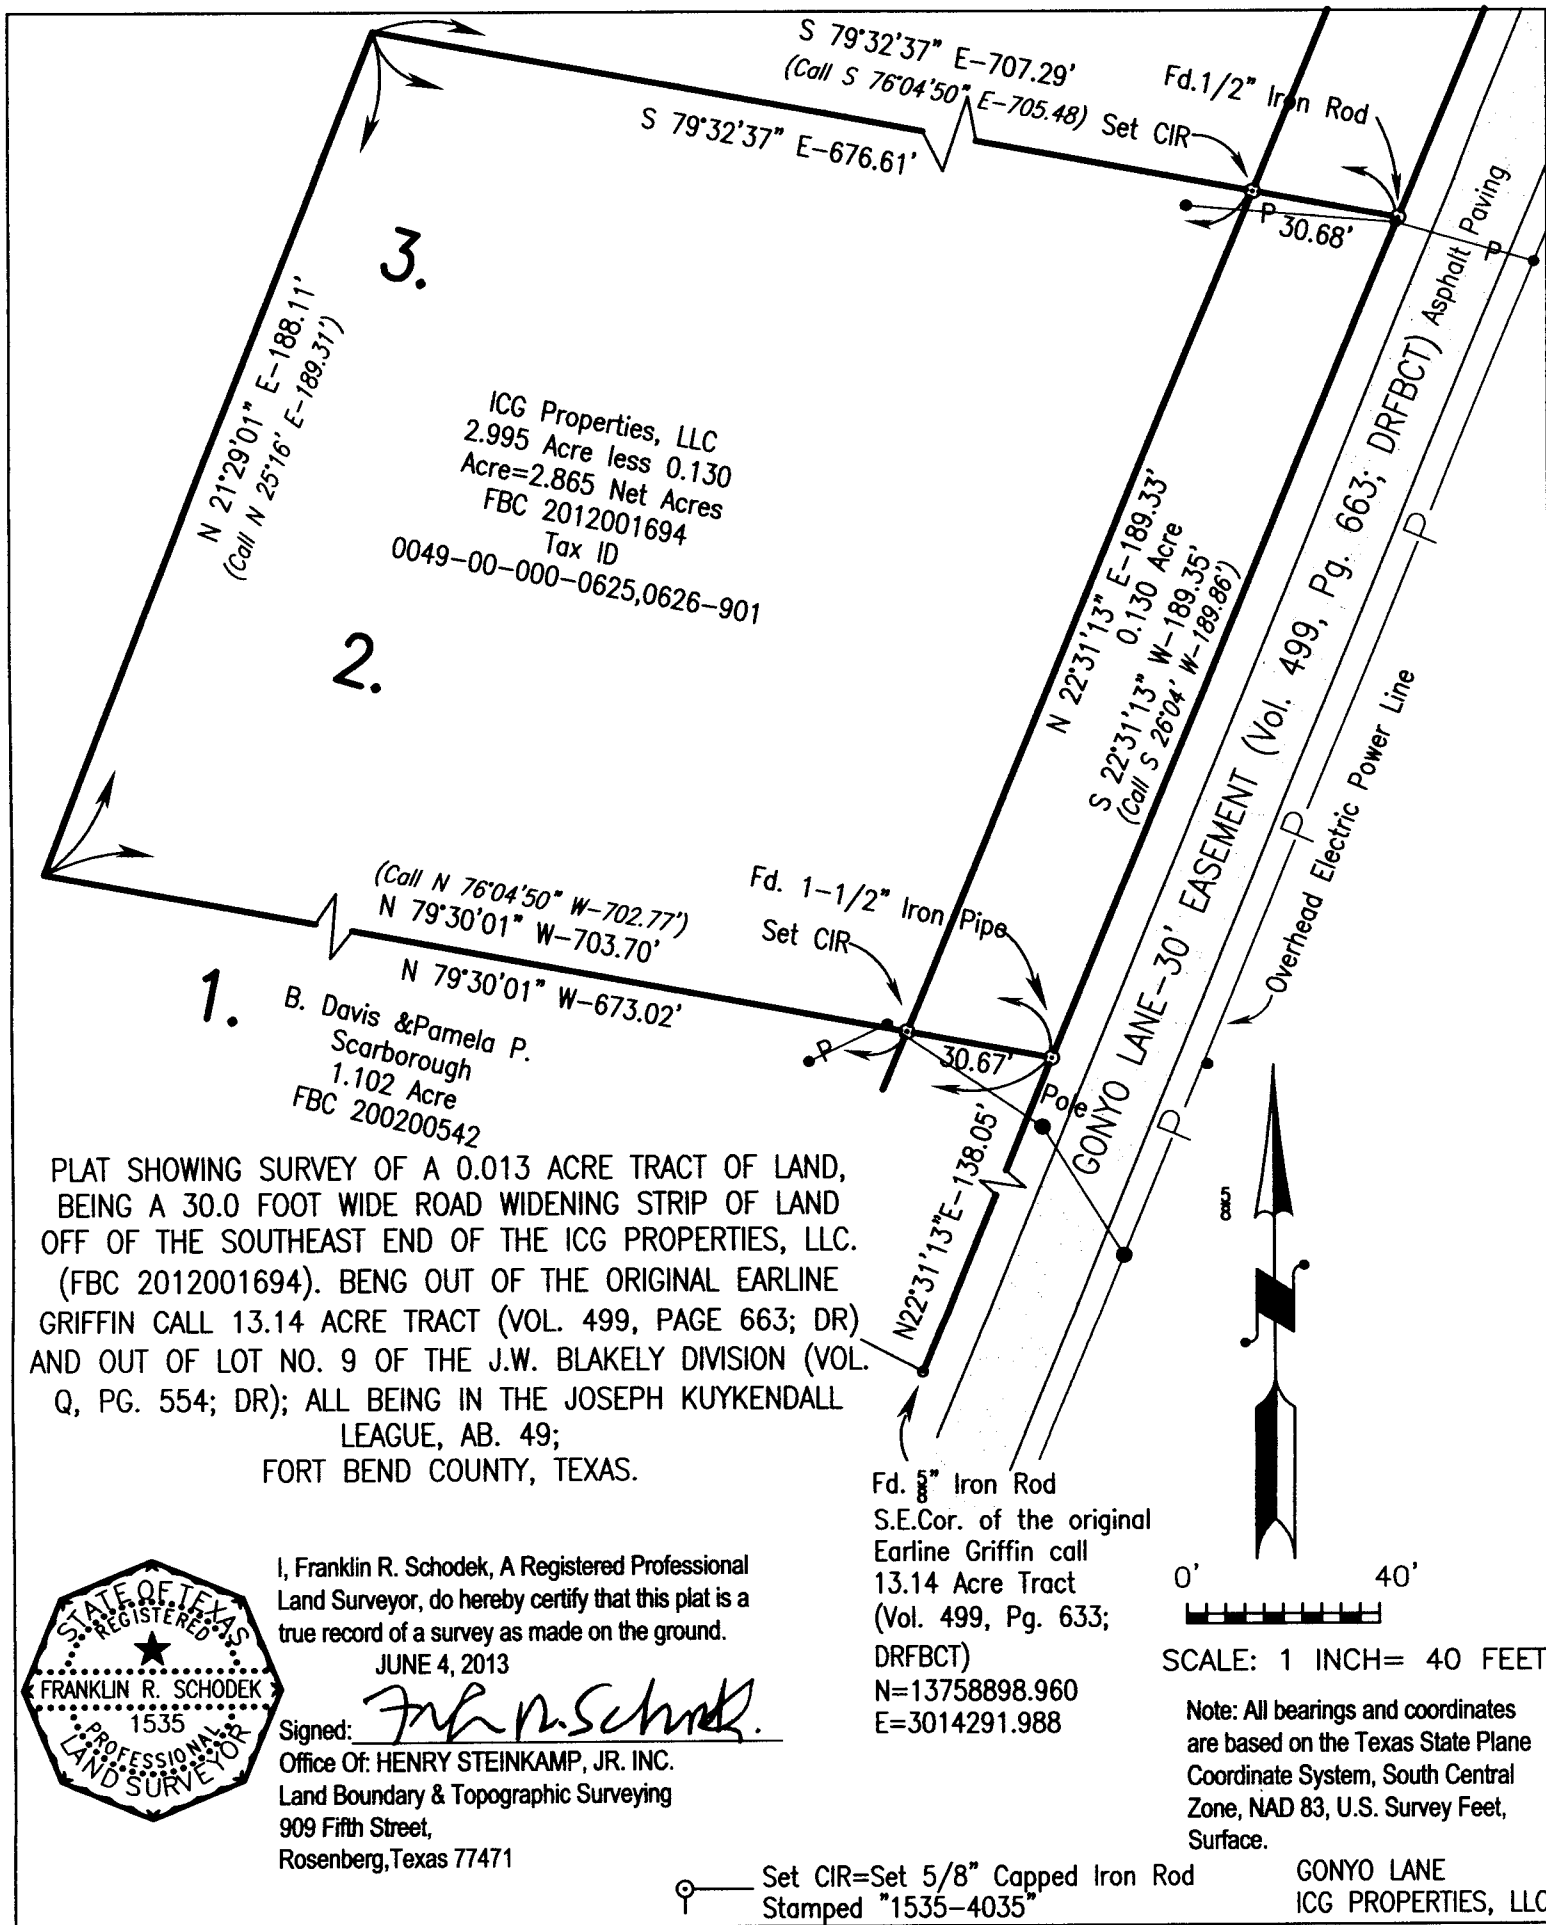 S 79°32'37" E-707.29'
(Call S 76°04'50" E-705.48)
Set CIR
Fd.1/2" Iron Rod
S 79°32'37" E-676.61'
P
30.68'
P
Asphalt Paving
3.
N 21°29'01" E-188.11'
(Call N 25°16' E-189.31')
ICG Properties, LLC
2.995 Acre less 0.130
Acre=2.865 Net Acres
FBC 2012001694
Tax ID
0049-00-000-0625,0626-901
N 22°31'13" E-189.33'
0.130 Acre
S 22°31'13" W-189.35'
(Call S 26°04' W-189.86')
GONYO LANE-30' EASEMENT (Vol. 499, Pg. 663; DRFBCT)
P
P
P
Overhead Electric Power Line
2.
(Call N 76°04'50" W-702.77')
N 79°30'01" W-703.70'
N 79°30'01" W-673.02'
Fd. 1-1/2" Iron Pipe
Set CIR
P
30.67'
Pole
1.
B. Davis &Pamela P.
Scarborough
1.102 Acre
FBC 200200542
N22°31'13"E-138.05'
PLAT SHOWING SURVEY OF A 0.013 ACRE TRACT OF LAND,
BEING A 30.0 FOOT WIDE ROAD WIDENING STRIP OF LAND
OFF OF THE SOUTHEAST END OF THE ICG PROPERTIES, LLC.
(FBC 2012001694). BENG OUT OF THE ORIGINAL EARLINE
GRIFFIN CALL 13.14 ACRE TRACT (VOL. 499, PAGE 663; DR)
AND OUT OF LOT NO. 9 OF THE J.W. BLAKELY DIVISION (VOL.
Q, PG. 554; DR); ALL BEING IN THE JOSEPH KUYKENDALL
LEAGUE, AB. 49;
FORT BEND COUNTY, TEXAS.
5/8
N
Fd. 5/8" Iron Rod
S.E.Cor. of the original
Earline Griffin call
13.14 Acre Tract
(Vol. 499, Pg. 633;
DRFBCT)
N=13758898.960
E=3014291.988
0' 40'
SCALE: 1 INCH= 40 FEET
Note: All bearings and coordinates
are based on the Texas State Plane
Coordinate System, South Central
Zone, NAD 83, U.S. Survey Feet,
Surface.
STATE OF TEXAS
REGISTERED
FRANKLIN R. SCHODEK
1535
PROFESSIONAL
LAND SURVEYOR
I, Franklin R. Schodek, A Registered Professional
Land Surveyor, do hereby certify that this plat is a
true record of a survey as made on the ground.
JUNE 4, 2013
Signed:
Office Of: HENRY STEINKAMP, JR. INC.
Land Boundary & Topographic Surveying
909 Fifth Street,
Rosenberg,Texas 77471
Set CIR=Set 5/8" Capped Iron Rod
Stamped "1535-4035"
GONYO LANE
ICG PROPERTIES, LLC